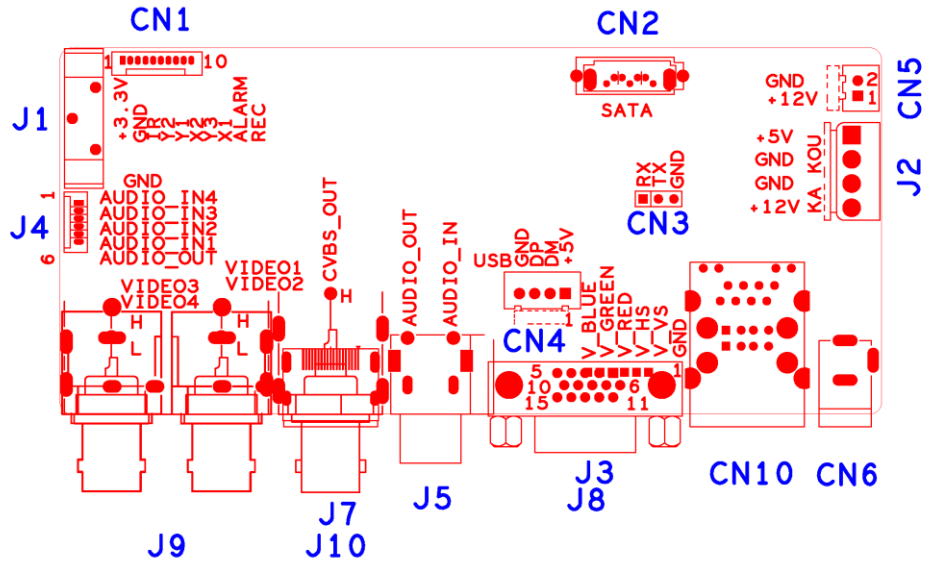 CN1
CN2
CN5
1
10
+3.3V
GND
IR
Y2
Y1
X2
Y3
X1
ALARM
REC
J1
SATA
GND
+12V
2
1
J2
+5V
GND
GND
+12V
KOU
KA
RX
TX
GND
CN3
J4
1
6
GND
AUDIO_IN4
AUDIO_IN3
AUDIO_IN2
AUDIO_IN1
AUDIO_OUT
VIDEO1
VIDEO2
VIDEO3
VIDEO4
H
L
H
L
CVBS_OUT
H
AUDIO_OUT
AUDIO_IN
USB
GND
DP
DM
+5V
1
CN4
V_BLUE
V_GREEN
V_RED
V_HS
V_VS
GND
5
1
10
6
15
11
J3
J8
CN10
CN6
J5
J7
J10
J9